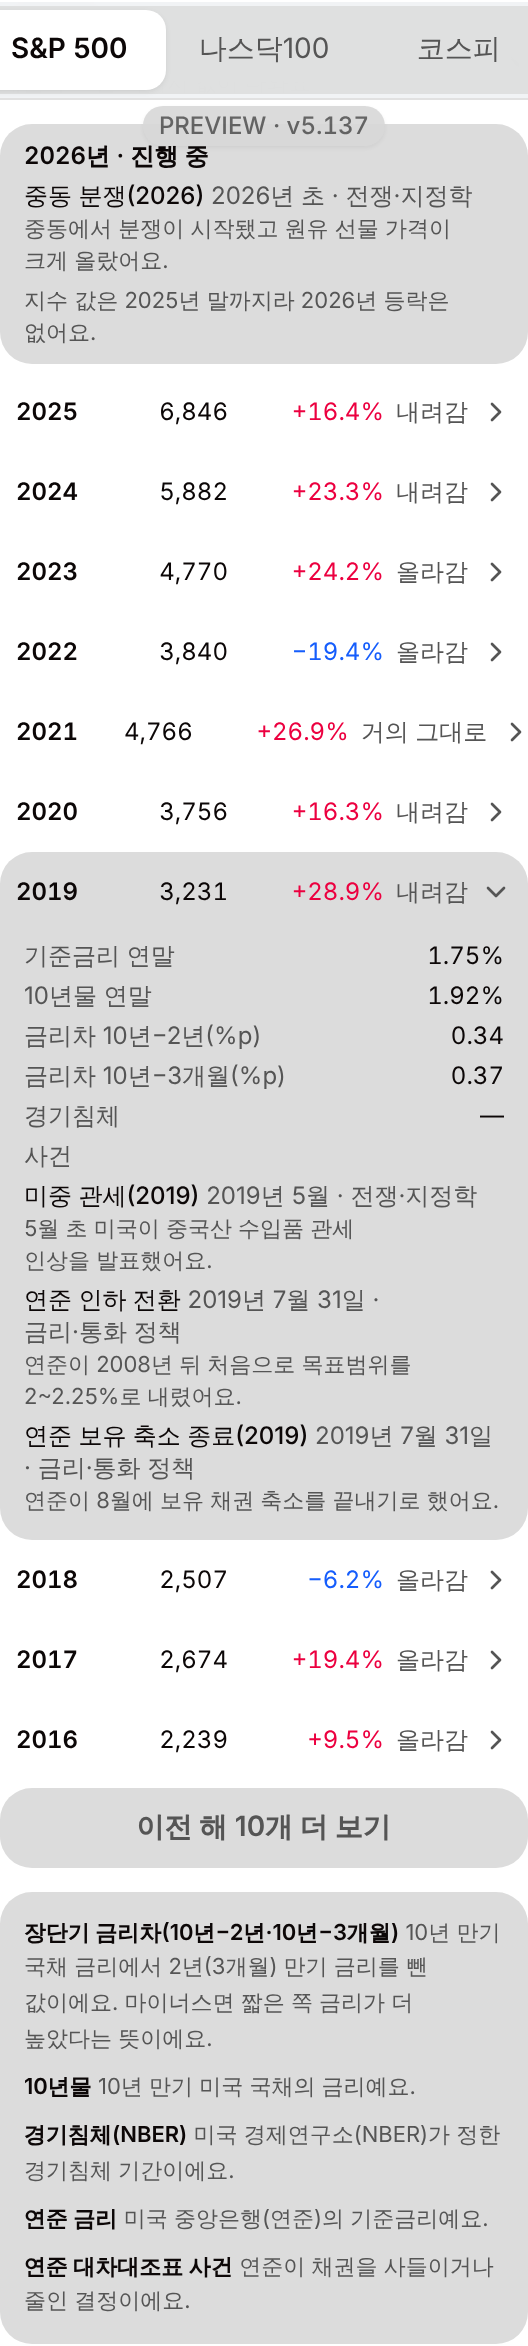 S&P 500 나스닥100 코스피
PREVIEW · v5.137
2026년 · 진행 중
중동 분쟁(2026) 2026년 초 · 전쟁·지정학
중동에서 분쟁이 시작됐고 원유 선물 가격이
크게 올랐어요.
지수 값은 2025년 말까지라 2026년 등락은
없어요.
2025 6,846 +16.4% 내려감
2024 5,882 +23.3% 내려감
2023 4,770 +24.2% 올라감
2022 3,840 −19.4% 올라감
2021 4,766 +26.9% 거의 그대로
2020 3,756 +16.3% 내려감
2019 3,231 +28.9% 내려감
기준금리 연말 1.75%
10년물 연말 1.92%
금리차 10년−2년(%p) 0.34
금리차 10년−3개월(%p) 0.37
경기침체 —
사건
미중 관세(2019) 2019년 5월 · 전쟁·지정학
5월 초 미국이 중국산 수입품 관세
인상을 발표했어요.
연준 인하 전환 2019년 7월 31일 ·
금리·통화 정책
연준이 2008년 뒤 처음으로 목표범위를
2~2.25%로 내렸어요.
연준 보유 축소 종료(2019) 2019년 7월 31일
· 금리·통화 정책
연준이 8월에 보유 채권 축소를 끝내기로 했어요.
2018 2,507 −6.2% 올라감
2017 2,674 +19.4% 올라감
2016 2,239 +9.5% 올라감
이전 해 10개 더 보기
장단기 금리차(10년−2년·10년−3개월) 10년 만기
국채 금리에서 2년(3개월) 만기 금리를 뺀
값이에요. 마이너스면 짧은 쪽 금리가 더
높았다는 뜻이에요.
10년물 10년 만기 미국 국채의 금리예요.
경기침체(NBER) 미국 경제연구소(NBER)가 정한
경기침체 기간이에요.
연준 금리 미국 중앙은행(연준)의 기준금리예요.
연준 대차대조표 사건 연준이 채권을 사들이거나
줄인 결정이에요.